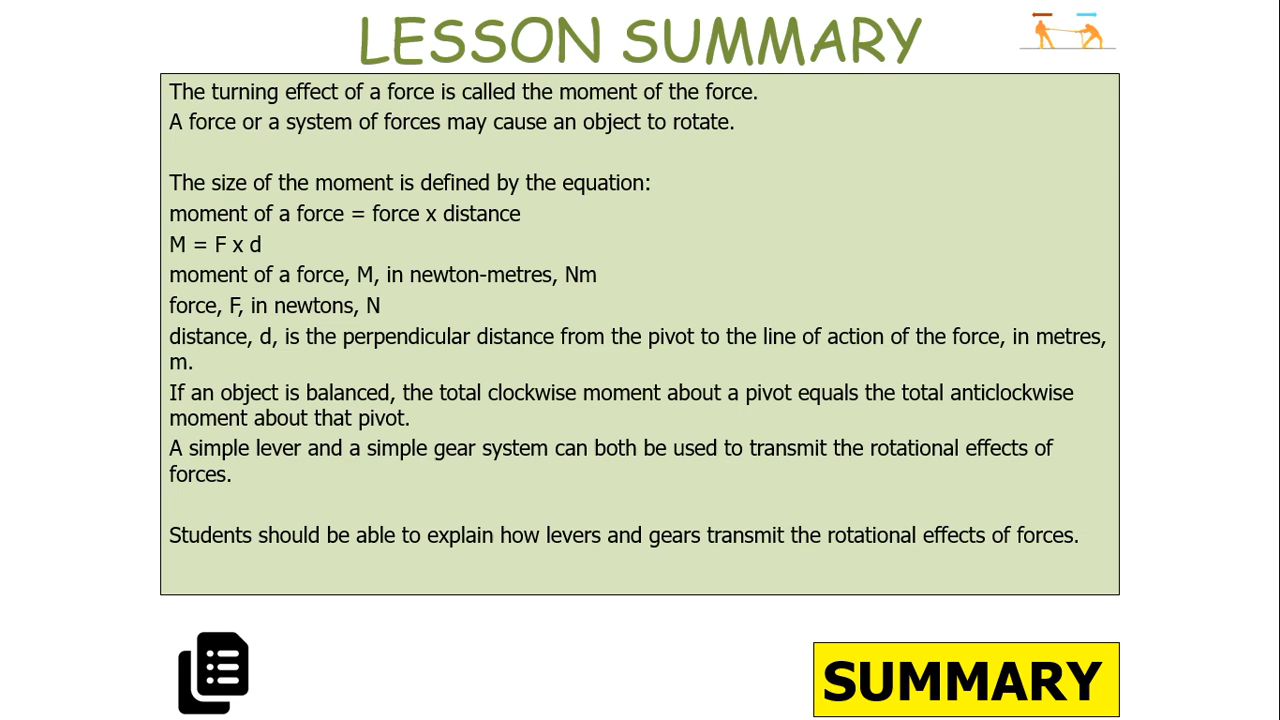 LESSON SUMMARY
The turning effect of a force is called the moment of the force.
A force or a system of forces may cause an object to rotate.
The size of the moment is defined by the equation:
moment of a force = force x distance
M = F x d
moment of a force, M, in newton-metres, Nm
force, F, in newtons, N
distance, d, is the perpendicular distance from the pivot to the line of action of the force, in metres,
m.
If an object is balanced, the total clockwise moment about a pivot equals the total anticlockwise
moment about that pivot.
A simple lever and a simple gear system can both be used to transmit the rotational effects of
forces.
Students should be able to explain how levers and gears transmit the rotational effects of forces.
SUMMARY